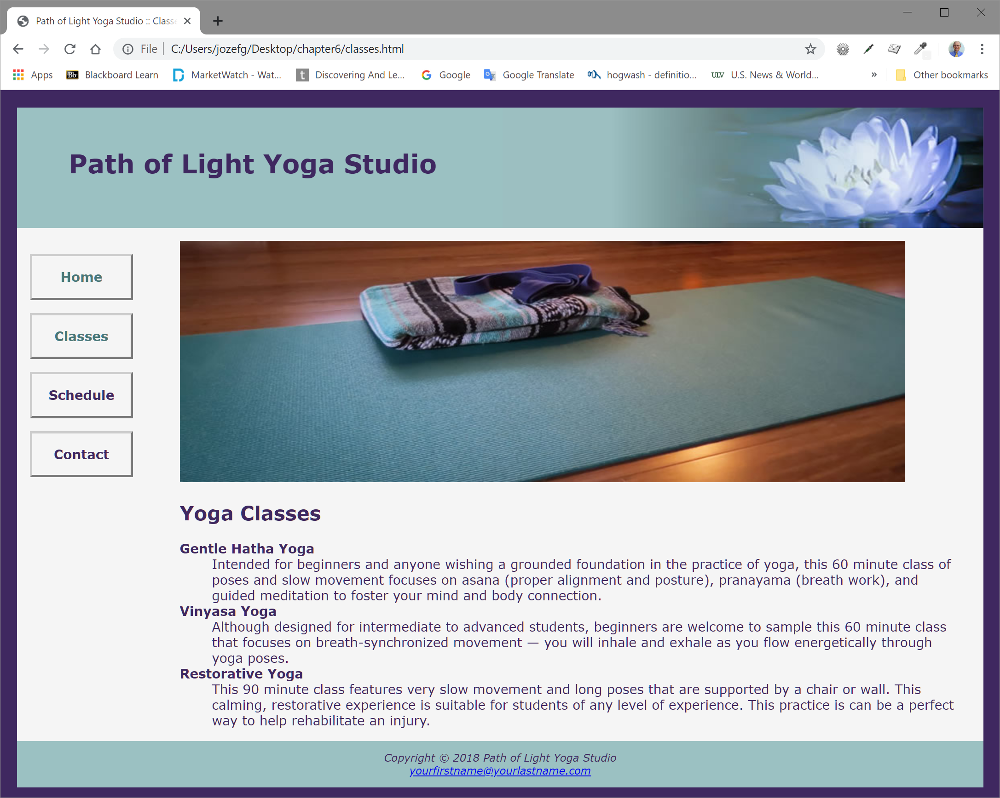 Path of Light Yoga Studio :: Classe
File
C:/Users/jozefg/Desktop/chapter6/classes.html
Apps
Bb
Blackboard Learn
MarketWatch - Wat...
t
Discovering And Le...
Google
Google Translate
hogwash - definitio...
ULV
U.S. News & World...
»
Other bookmarks
Path of Light Yoga Studio
Home
Classes
Schedule
Contact
Yoga Classes
Gentle Hatha Yoga
Intended for beginners and anyone wishing a grounded foundation in the practice of yoga, this 60 minute class of
poses and slow movement focuses on asana (proper alignment and posture), pranayama (breath work), and
guided meditation to foster your mind and body connection.
Vinyasa Yoga
Although designed for intermediate to advanced students, beginners are welcome to sample this 60 minute class
that focuses on breath-synchronized movement — you will inhale and exhale as you flow energetically through
yoga poses.
Restorative Yoga
This 90 minute class features very slow movement and long poses that are supported by a chair or wall. This
calming, restorative experience is suitable for students of any level of experience. This practice is can be a perfect
way to help rehabilitate an injury.
Copyright © 2018 Path of Light Yoga Studio
yourfirstname@yourlastname.com